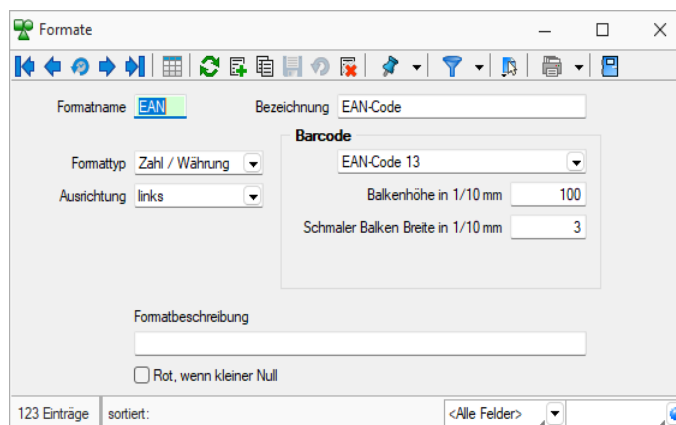 Formate
Formatname EAN Bezeichnung EAN-Code
Barcode
Formattyp Zahl / Währung EAN-Code 13
Ausrichtung links Balkenhöhe in 1/10 mm 100
Schmaler Balken Breite in 1/10 mm 3
Formatbeschreibung
Rot, wenn kleiner Null
123 Einträge sortiert: <Alle Felder>